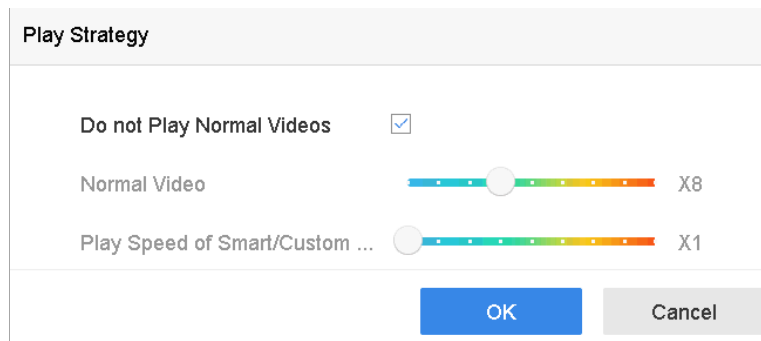 Play Strategy
Do not Play Normal Videos
Normal Video X8
Play Speed of Smart/Custom ... X1
OK Cancel